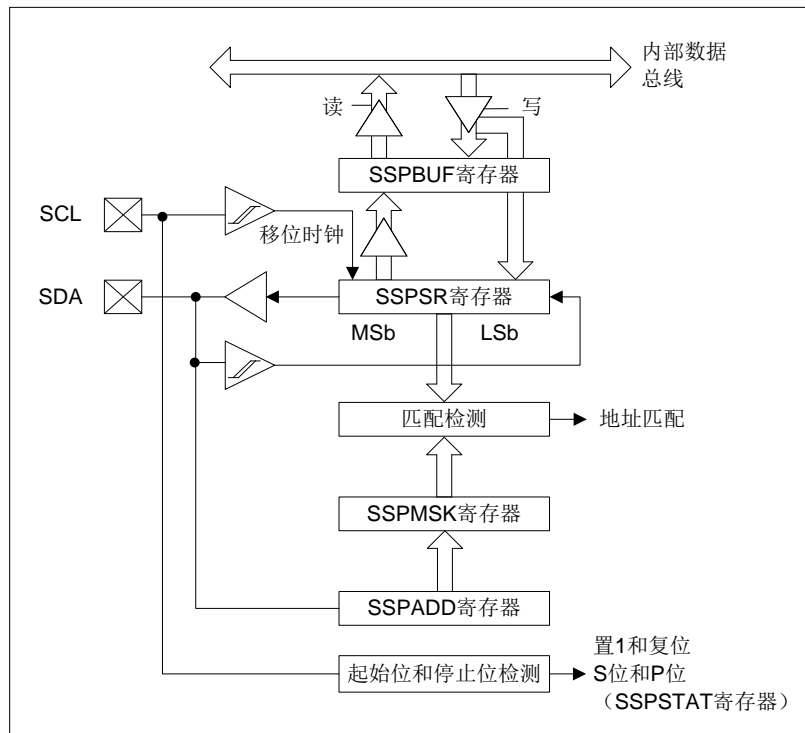 内部数据
总线
读
写
SSPBUF寄存器
SCL
移位时钟
SDA
SSPSR寄存器
MSb
LSb
匹配检测
地址匹配
SSPMSK寄存器
SSPADD寄存器
起始位和停止位检测
置1和复位
S位和P位
（SSPSTAT寄存器）